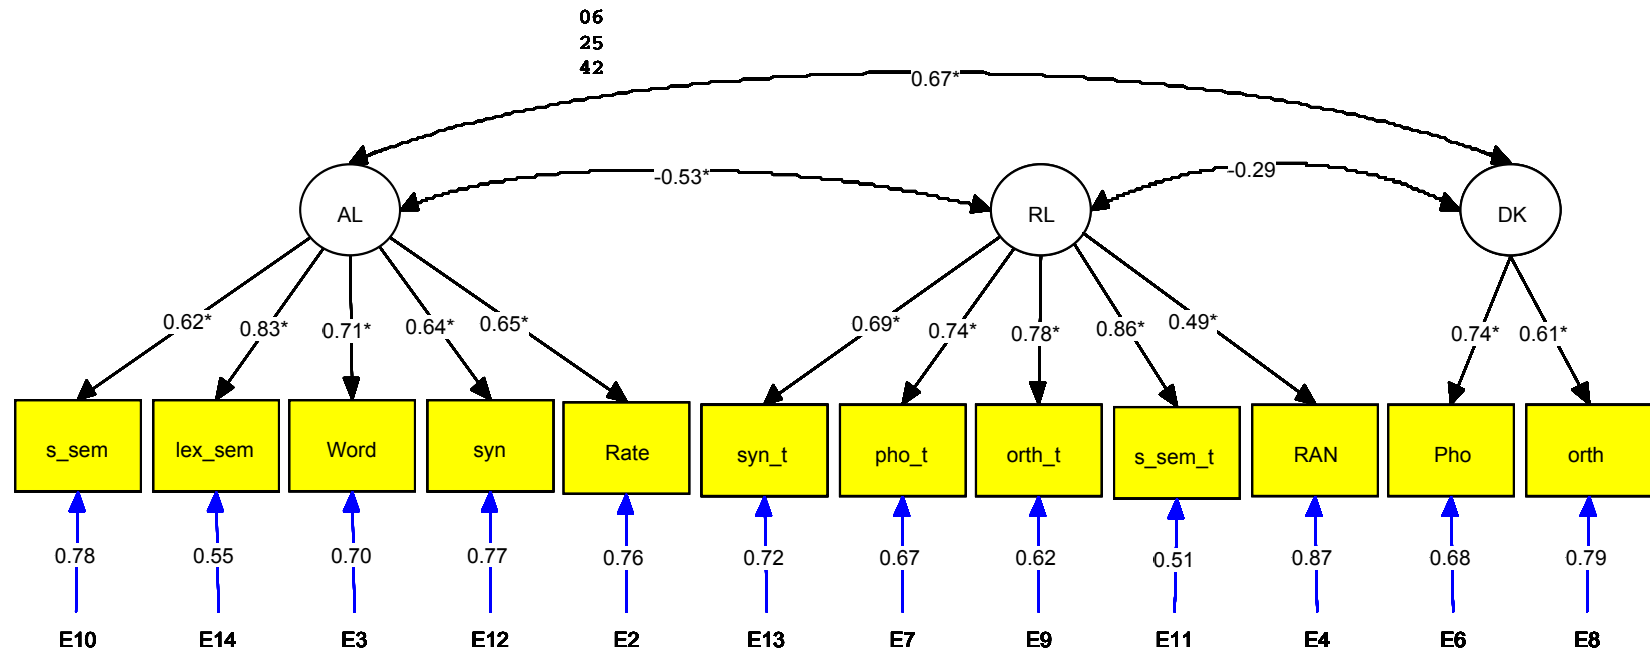 06
25
42
0.67*
-0.53*
-0.29
AL
RL
DK
0.62*
0.83*
0.71*
0.64*
0.65*
0.69*
0.74*
0.78*
0.86*
0.49*
0.74*
0.61*
s_sem
lex_sem
Word
syn
Rate
syn_t
pho_t
orth_t
s_sem_t
RAN
Pho
orth
0.78
0.55
0.70
0.77
0.76
0.72
0.67
0.62
0.51
0.87
0.68
0.79
E10
E14
E3
E12
E2
E13
E7
E9
E11
E4
E6
E8